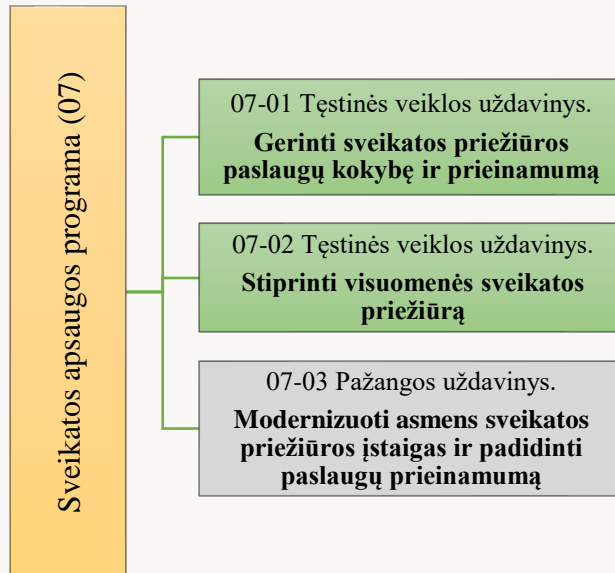 Sveikatos apsaugos programa (07)
07-01 Tęstinės veiklos uždavinys.
Gerinti sveikatos priežiūros
paslaugų kokybę ir prieinamumą
07-02 Tęstinės veiklos uždavinys.
Stiprinti visuomenės sveikatos
priežiūrą
07-03 Pažangos uždavinys.
Modernizuoti asmens sveikatos
priežiūros įstaigas ir padidinti
paslaugų prieinamumą